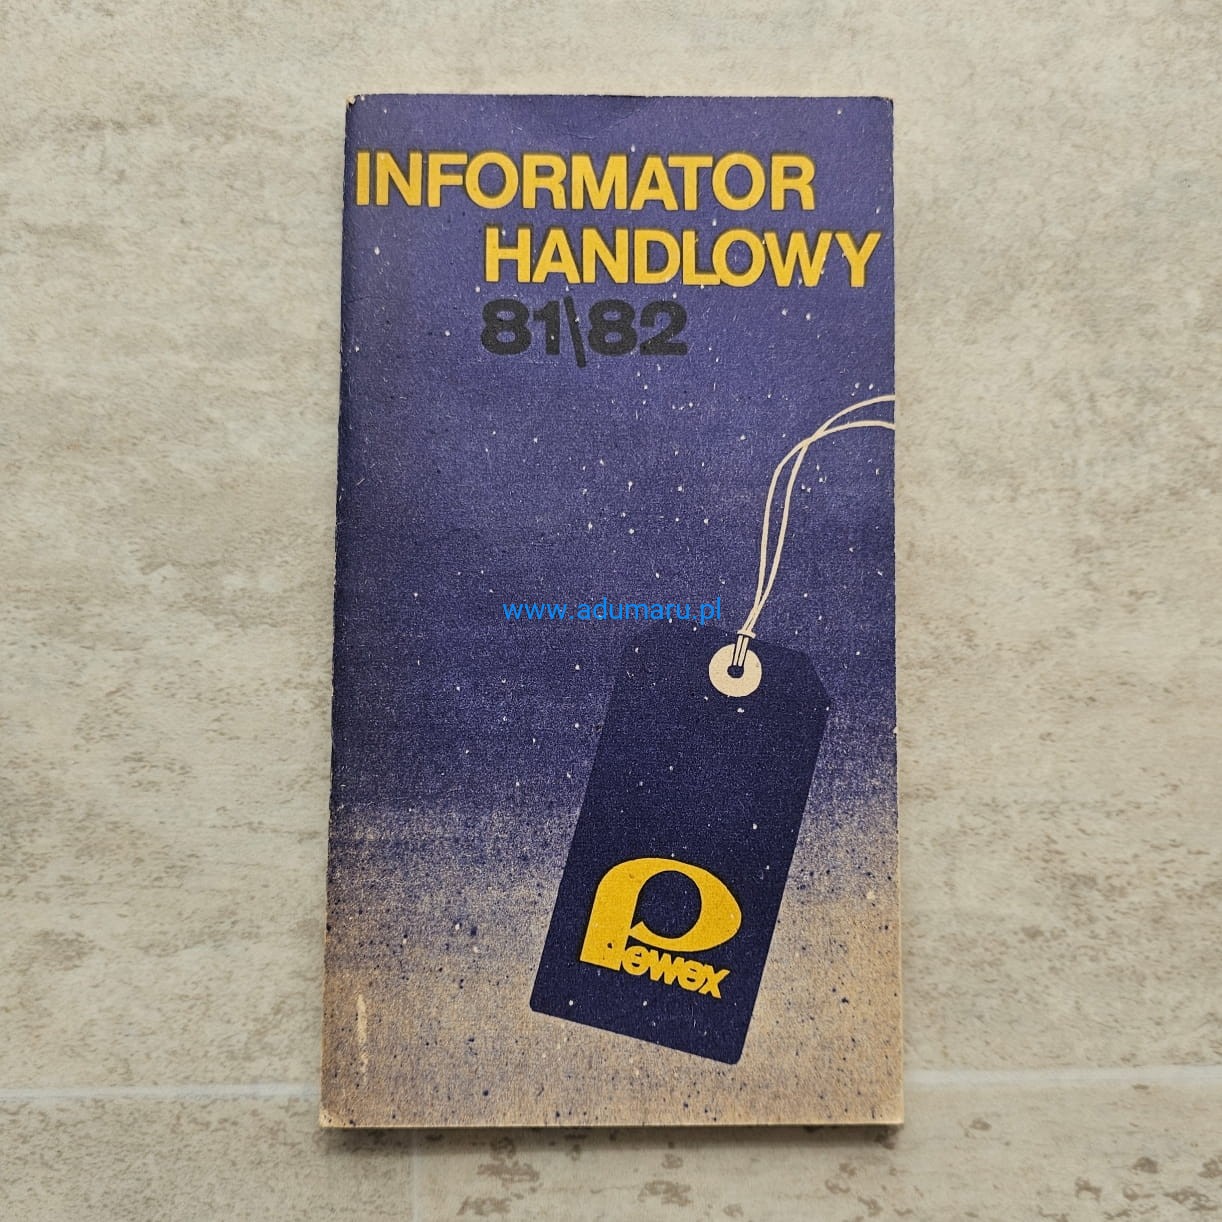 INFORMATOR
HANDLOWY
81\82
www.adumaru.pl
Pewex